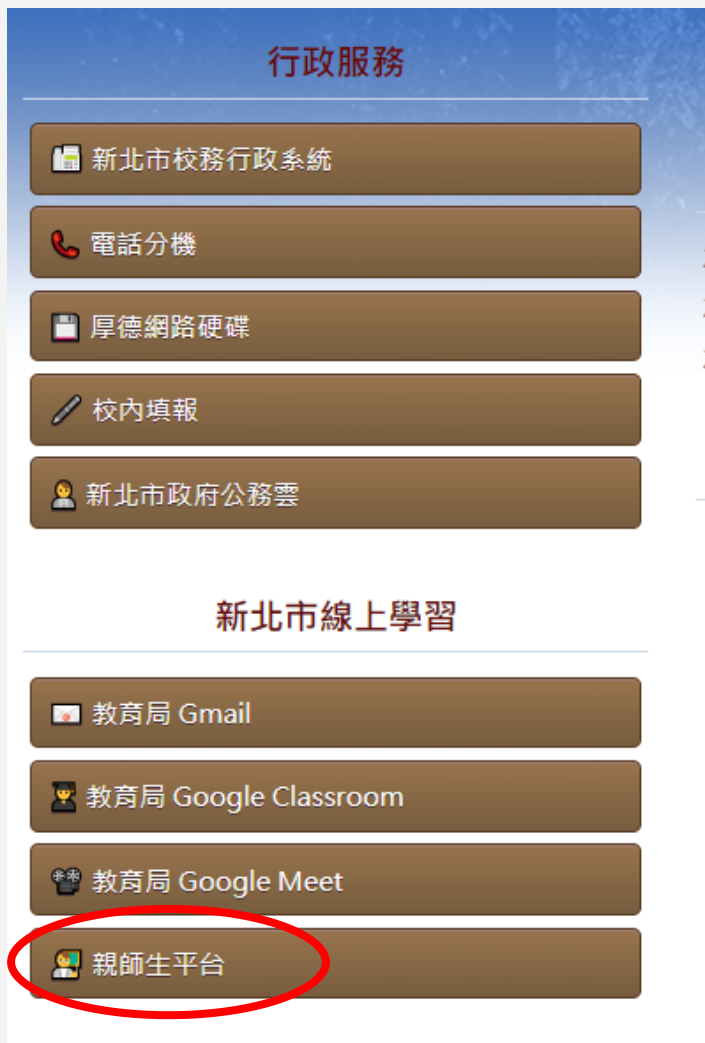 行政服務
新北市校務行政系統
電話分機
厚德網路硬碟
校內填報
新北市政府公務雲
新北市線上學習
教育局 Gmail
教育局 Google Classroom
教育局 Google Meet
親師生平台